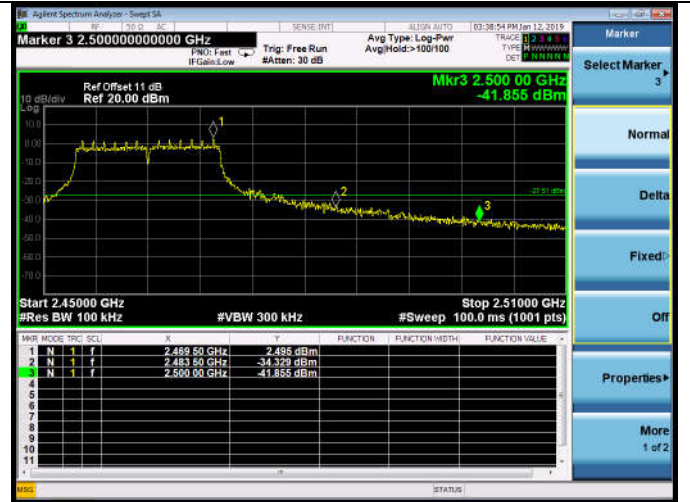 Agilent Spectrum Analyzer - Swept SA
RF 50 Ω AC SENSE:INT ALIGN AUTO 03:38:54 PM Jan 12, 2019
Marker 3 2.500000000000 GHz
PNO: Fast
IFGain:Low
Trig: Free Run
#Atten: 30 dB
Avg Type: Log-Pwr
Avg|Hold:>100/100
TRACE 1 2 3 4 5 6
TYPE M
DET P N N N N N
Ref Offset 11 dB
10 dB/div Ref 20.00 dBm
Log
Mkr3 2.500 00 GHz
-41.855 dBm
10.0
0.00
-10.0
-20.0
-30.0
-40.0
-50.0
-60.0
-70.0
1
2
3
Start 2.45000 GHz Stop 2.51000 GHz
#Res BW 100 kHz #VBW 300 kHz #Sweep 100.0 ms (1001 pts)
MKR MODE TRC SCL X Y FUNCTION FUNCTION WIDTH FUNCTION VALUE
1 N 1 f 2.469 50 GHz 2.495 dBm
2 N 1 f 2.483 50 GHz -34.329 dBm
3 N 1 f 2.500 00 GHz -41.855 dBm
4
5
6
7
8
9
10
11
MSG STATUS
Marker
Select Marker
3
Normal
Delta
Fixed
Off
Properties
More
1 of 2